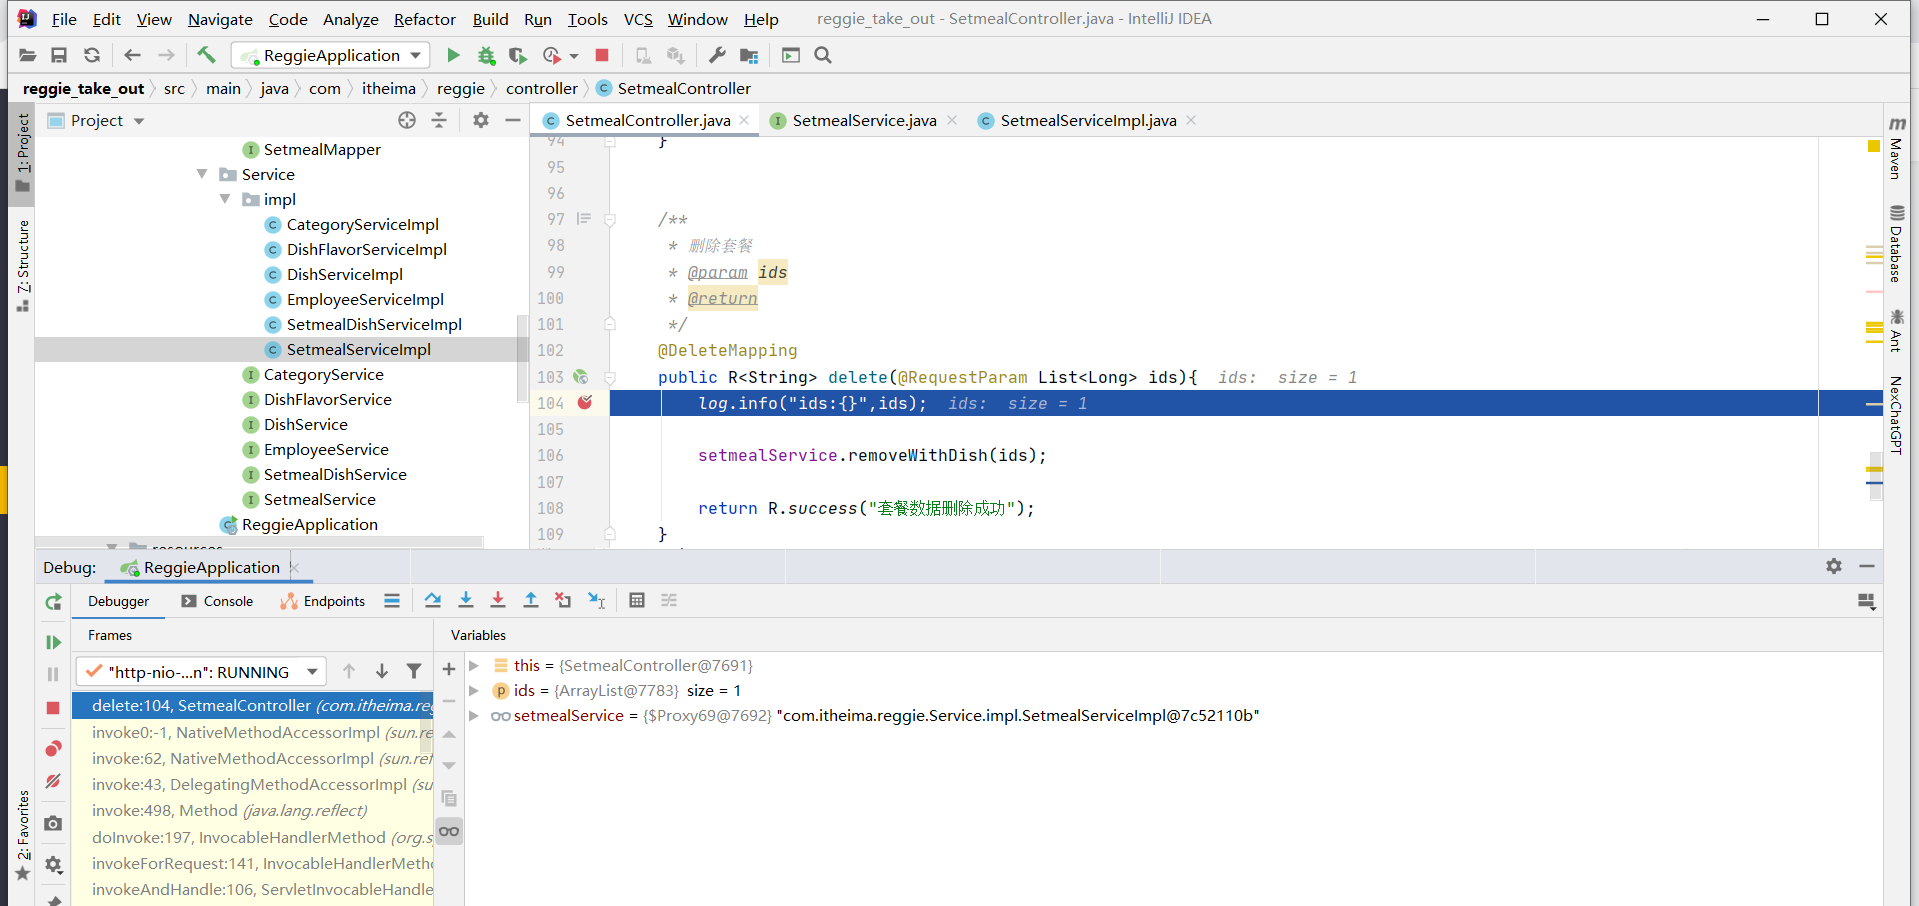 File Edit View Navigate Code Analyze Refactor Build Run Tools VCS Window Help reggie_take_out - SetmealController.java - IntelliJ IDEA
ReggieApplication
reggie_take_out src main java com itheima reggie controller SetmealController
Project
SetmealController.java SetmealService.java SetmealServiceImpl.java
1: Project
Z: Structure
2: Favorites
SetmealMapper
Service
impl
CategoryServiceImpl
DishFlavorServiceImpl
DishServiceImpl
EmployeeServiceImpl
SetmealDishServiceImpl
SetmealServiceImpl
CategoryService
DishFlavorService
DishService
EmployeeService
SetmealDishService
SetmealService
ReggieApplication
resources
94 }
95
96
97 /**
98 * 删除套餐
99 * @param ids
100 * @return
101 */
102 @DeleteMapping
103 public R<String> delete(@RequestParam List<Long> ids){ ids: size = 1
104 log.info("ids:{}",ids); ids: size = 1
105
106 setmealService.removeWithDish(ids);
107
108 return R.success("套餐数据删除成功");
109 }
m Maven
Database
Ant
NexChatGPT
Debug: ReggieApplication
Debugger Console Endpoints
Frames
Variables
"http-nio-...n": RUNNING
delete:104, SetmealController (com.itheima.reg
invoke0:-1, NativeMethodAccessorImpl (sun.re
invoke:62, NativeMethodAccessorImpl (sun.ref
invoke:43, DelegatingMethodAccessorImpl (su
invoke:498, Method (java.lang.reflect)
doInvoke:197, InvocableHandlerMethod (org.s
invokeForRequest:141, InvocableHandlerMetho
invokeAndHandle:106, ServletInvocableHandle
this = {SetmealController@7691}
ids = {ArrayList@7783} size = 1
setmealService = {$Proxy69@7692} "com.itheima.reggie.Service.impl.SetmealServiceImpl@7c52110b"